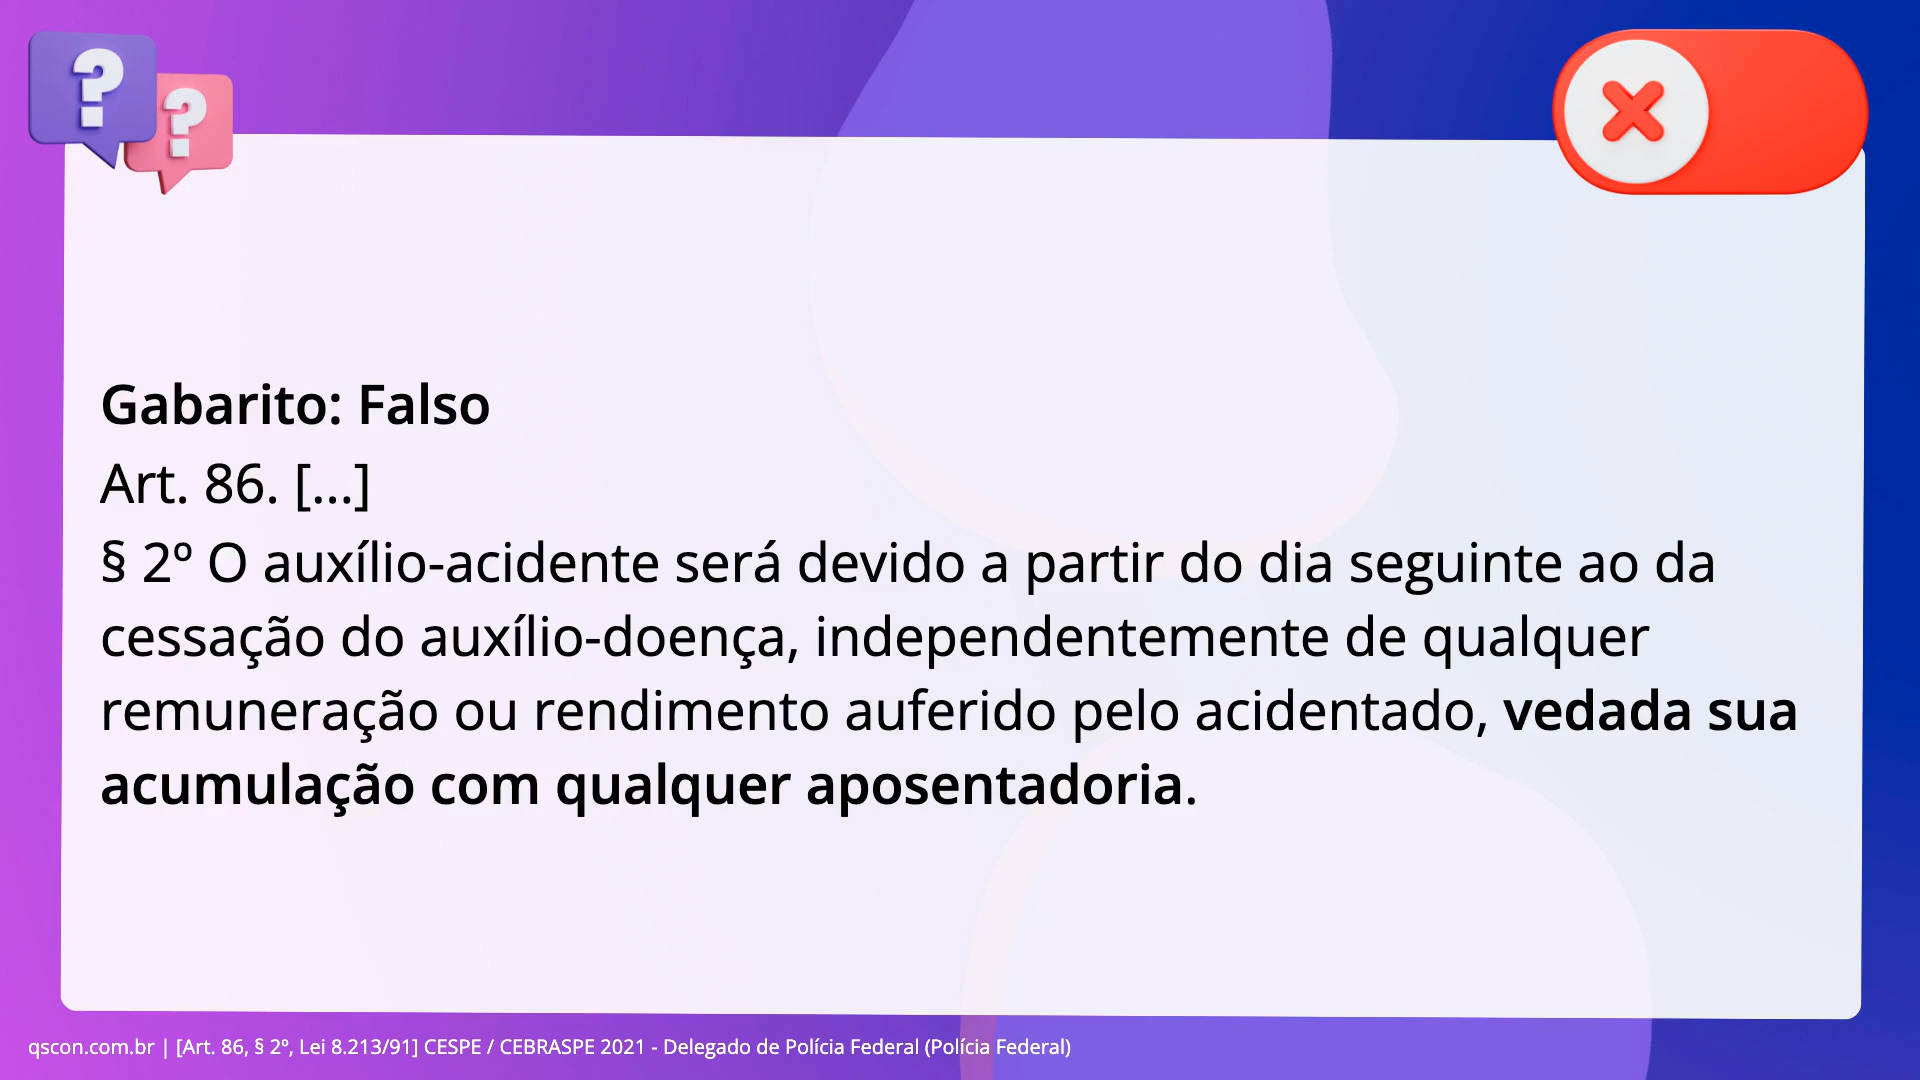 Gabarito: Falso
Art. 86. [...]
§ 2º O auxílio-acidente será devido a partir do dia seguinte ao da
cessação do auxílio-doença, independentemente de qualquer
remuneração ou rendimento auferido pelo acidentado, vedada sua
acumulação com qualquer aposentadoria.
qscon.com.br | [Art. 86, § 2º, Lei 8.213/91] CESPE / CEBRASPE 2021 - Delegado de Polícia Federal (Polícia Federal)